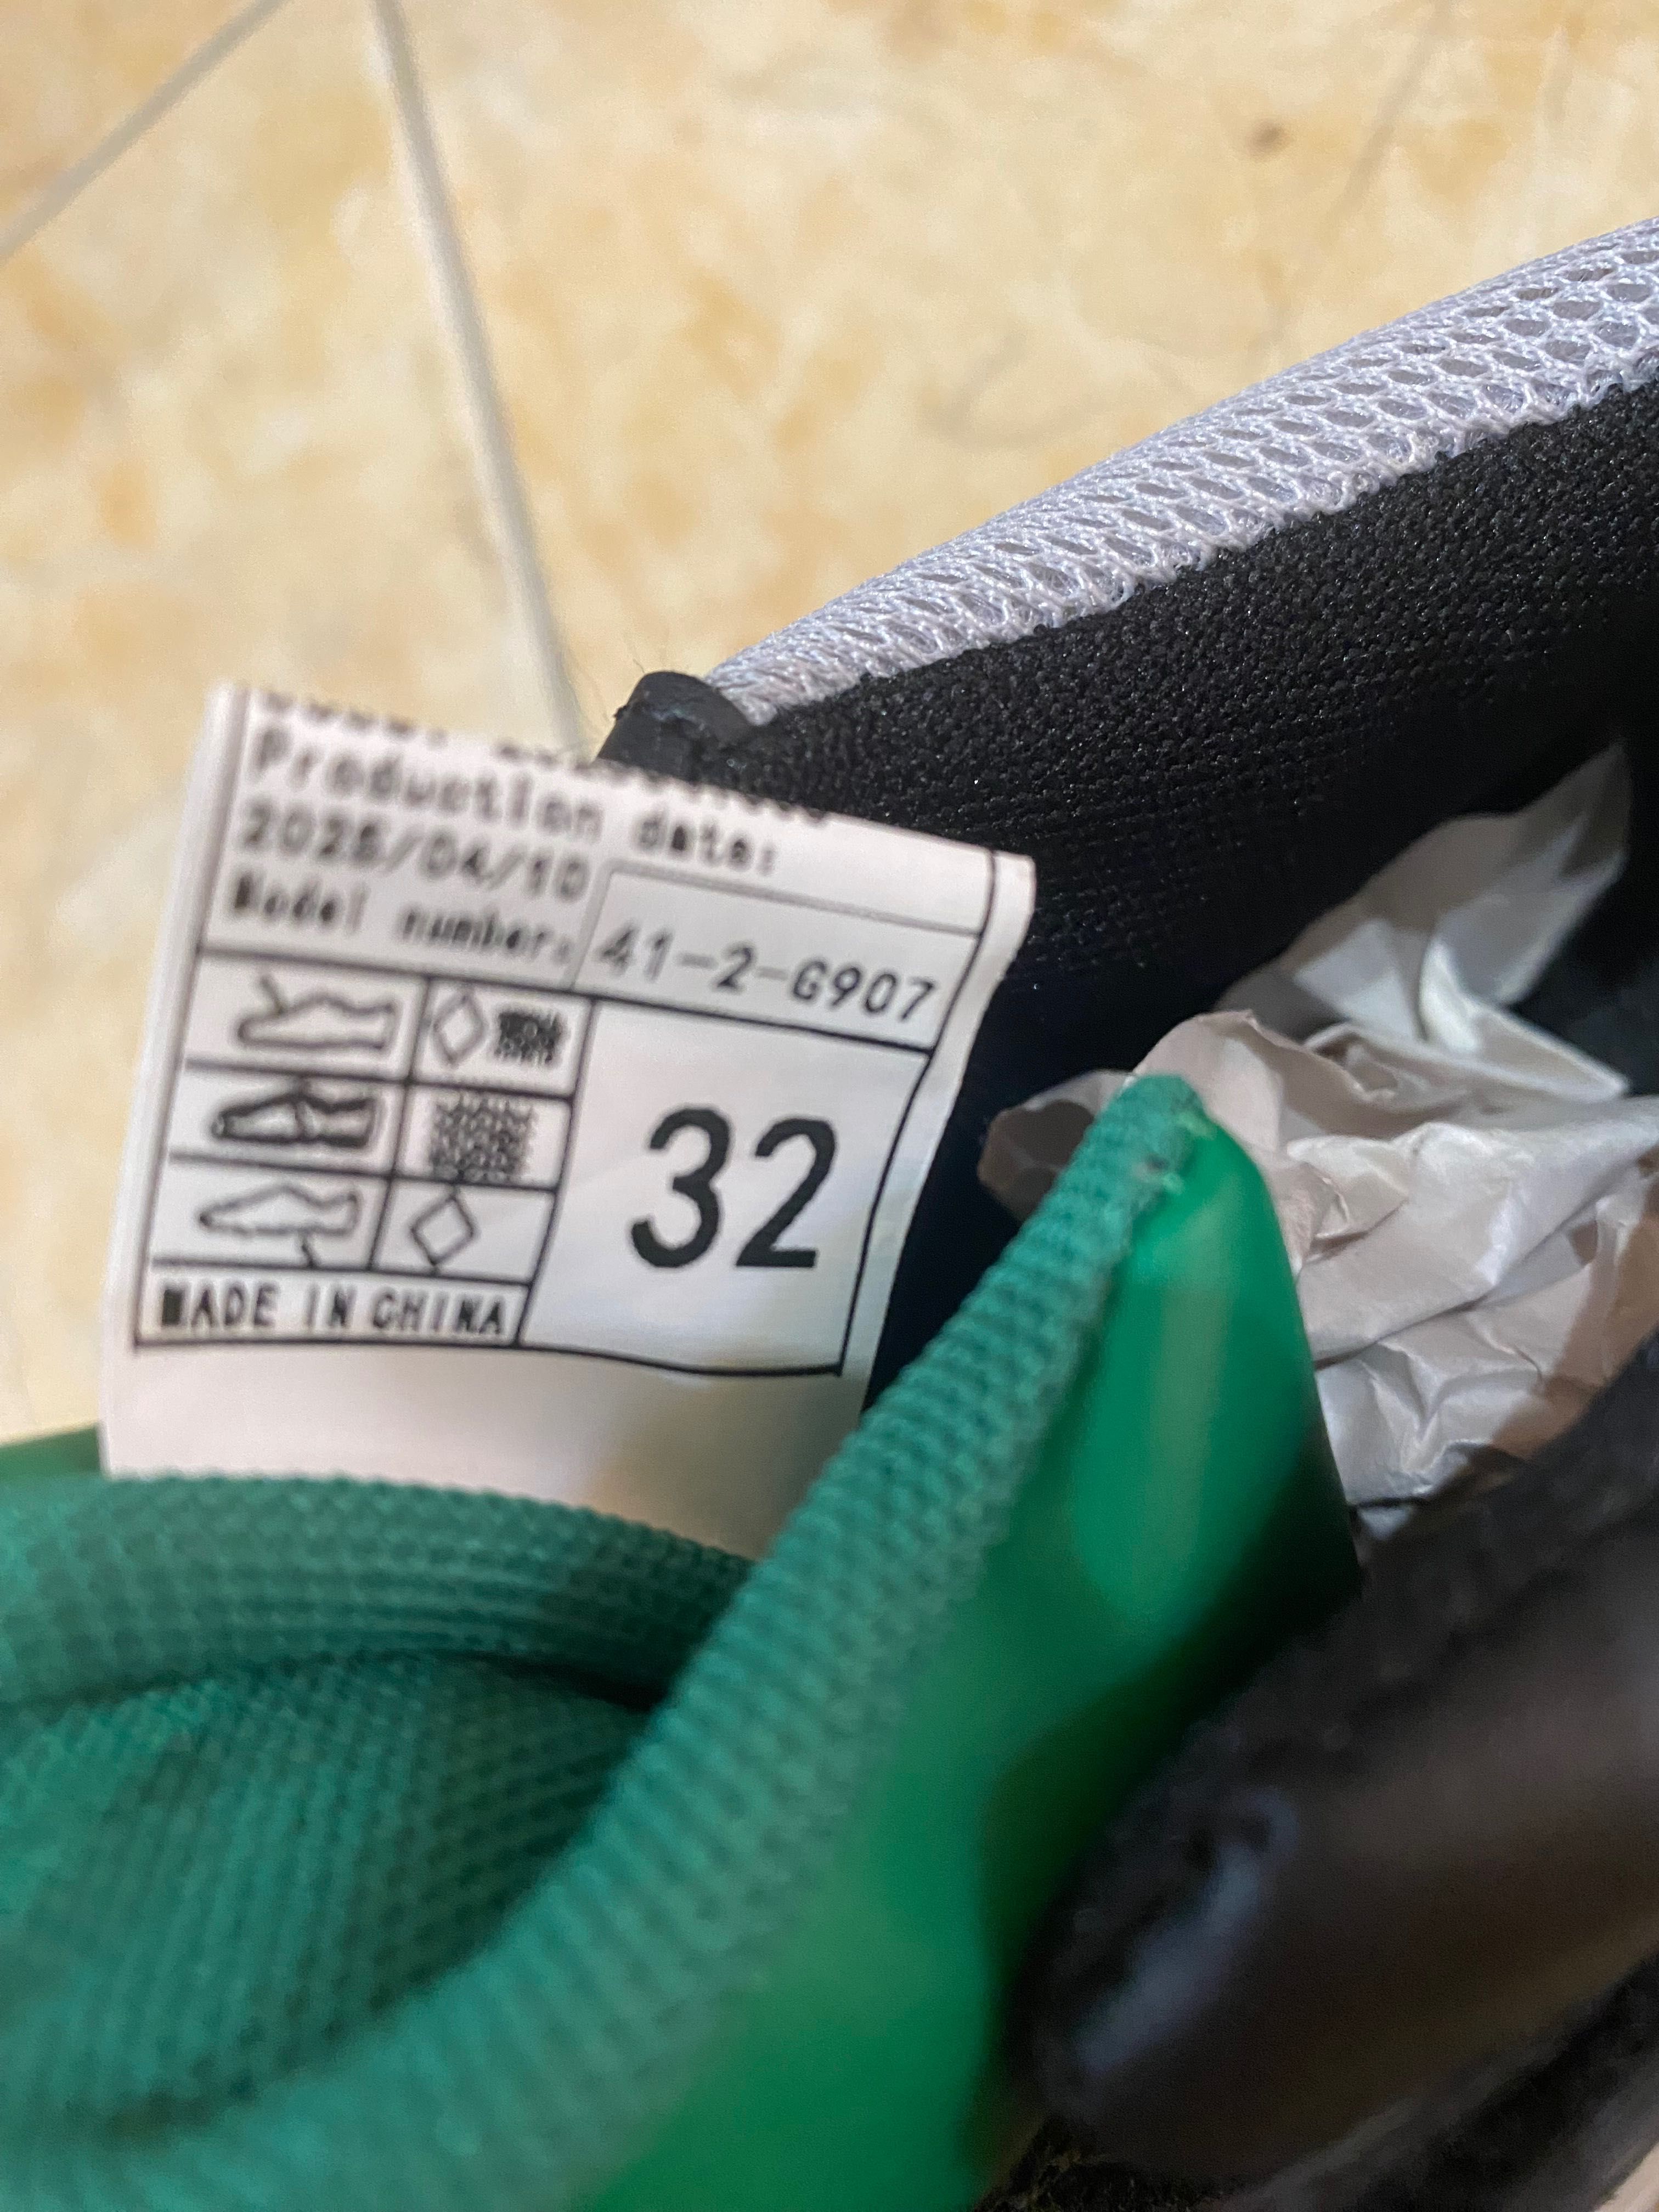 Production date:
2025/04/10
Model number: 41-2-G907
32
MADE IN CHINA